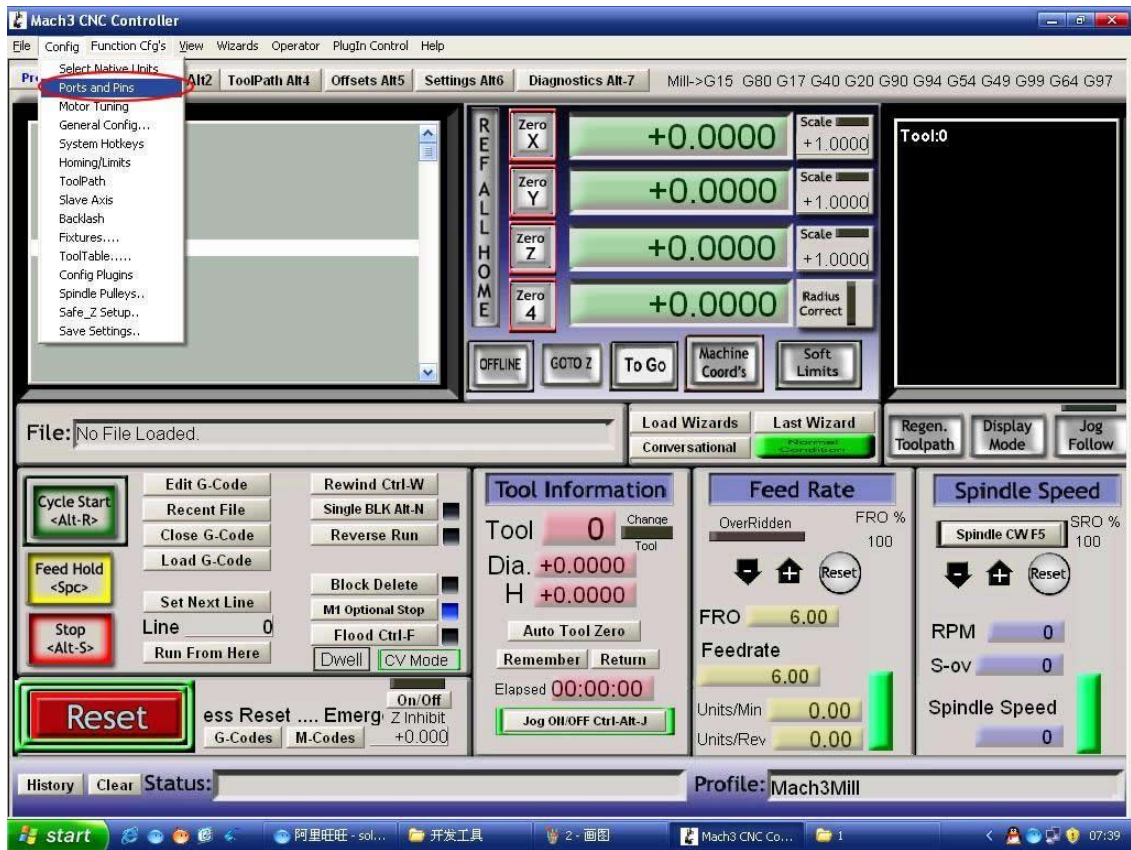 Mach3 CNC Controller
File Config Function Cfg's View Wizards Operator PlugIn Control Help
Select Native Units
Ports and Pins
Motor Tuning
General Config...
System Hotkeys
Homing/Limits
ToolPath
Slave Axis
Backlash
Fixtures....
ToolTable.....
Config Plugins
Spindle Pulleys..
Safe_Z Setup..
Save Settings..
Alt2 ToolPath Alt4 Offsets Alt5 Settings Alt6 Diagnostics Alt-7 Mill->G15 G80 G17 G40 G20 G90 G94 G54 G49 G99 G64 G97
REF ALL HOME
Zero X +0.0000 Scale +1.0000
Zero Y +0.0000 Scale +1.0000
Zero Z +0.0000 Scale +1.0000
Zero 4 +0.0000 Radius Correct
OFFLINE GOTO Z To Go Machine Coord's Soft Limits
Tool:0
File: No File Loaded.
Load Wizards Last Wizard
Conversational Normal Condition
Regen. Toolpath Display Mode Jog Follow
Cycle Start <Alt-R>
Feed Hold <Spc>
Stop <Alt-S>
Edit G-Code
Recent File
Close G-Code
Load G-Code
Set Next Line
Line 0
Run From Here
Rewind Ctrl-W
Single BLK Alt-N
Reverse Run
Block Delete
M1 Optional Stop
Flood Ctrl-F
Dwell CV Mode
Reset
ess Reset .... Emerg
G-Codes M-Codes
On/Off
Z Inhibit
+0.000
Tool Information
Tool 0 Change Tool
Dia. +0.0000
H +0.0000
Auto Tool Zero
Remember Return
Elapsed 00:00:00
Jog ON/OFF Ctrl-Alt-J
Feed Rate
OverRidden FRO %
100
Reset
FRO 6.00
Feedrate
6.00
Units/Min 0.00
Units/Rev 0.00
Spindle Speed
Spindle CW F5 SRO %
100
Reset
RPM 0
S-ov 0
Spindle Speed
0
History Clear Status:
Profile: Mach3Mill
start 阿里旺旺 - sol... 开发工具 2 - 画图 Mach3 CNC Co... 1 07:39